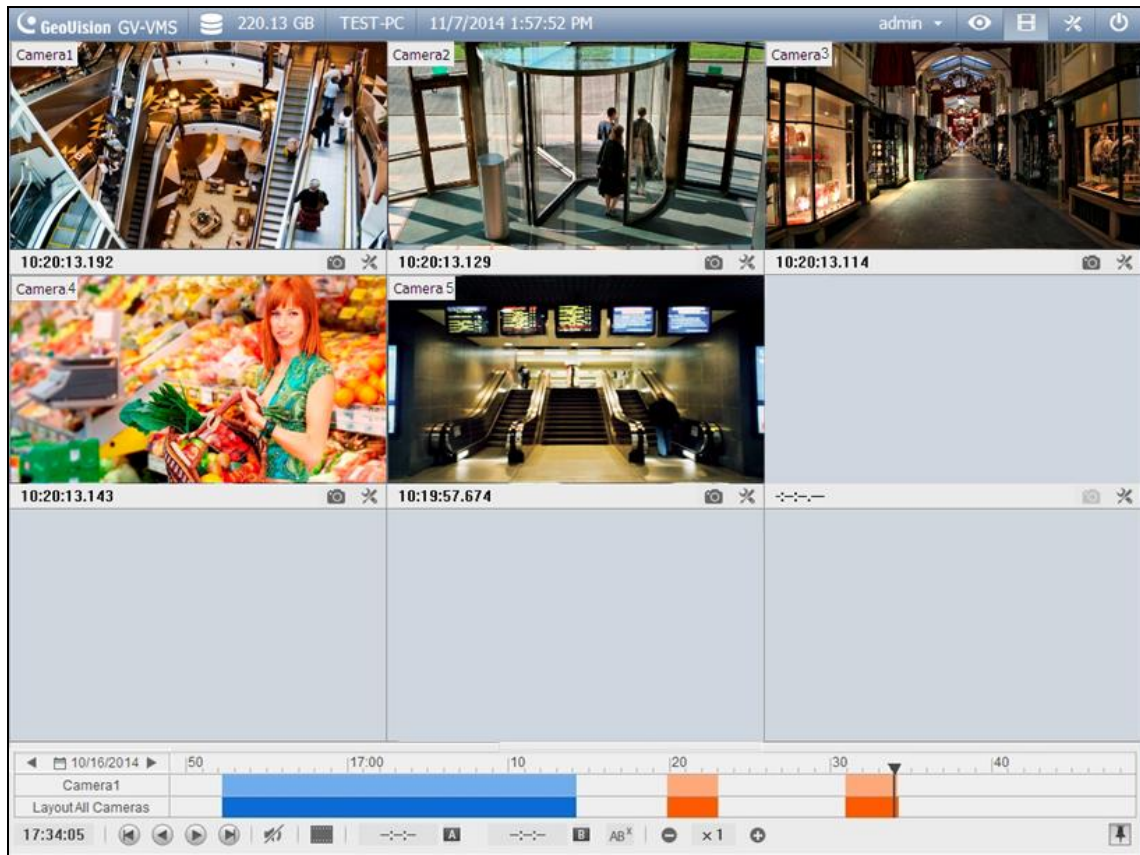 GeoVision GV-VMS 220.13 GB TEST-PC 11/7/2014 1:57:52 PM admin
Camera1 Camera2 Camera3
10:20:13.192 10:20:13.129 10:20:13.114
Camera4 Camera 5
10:20:13.143 10:19:57.674 -:-:-.—
10/16/2014 50 17:00 10 20 30 40
Camera1
Layout All Cameras
17:34:05 -:-:- A -:-:- B ABˣ × 1